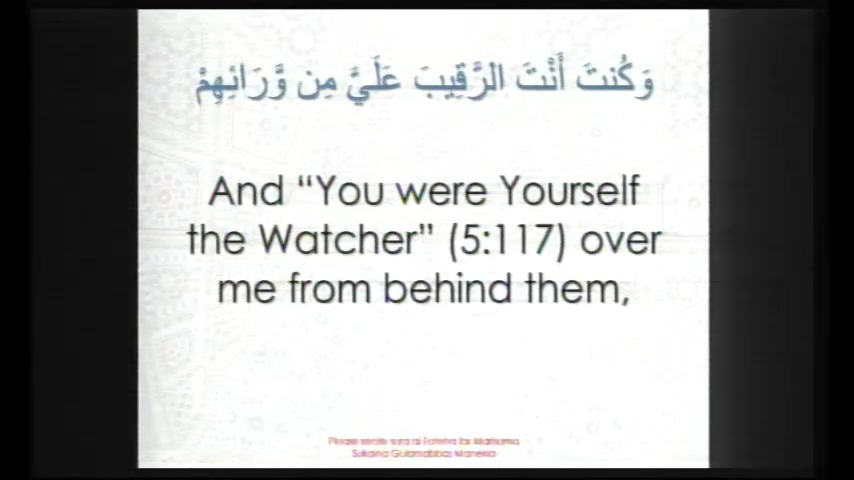 وَكُنتَ أَنْتَ الرَّقِيبَ عَلَيَّ مِن وَّرَائِهِمْ
And “You were Yourself
the Watcher" (5:117) over
me from behind them,
Please recite sura al Fateha for Marhuma
Sukaina Gulamabbas Manekia